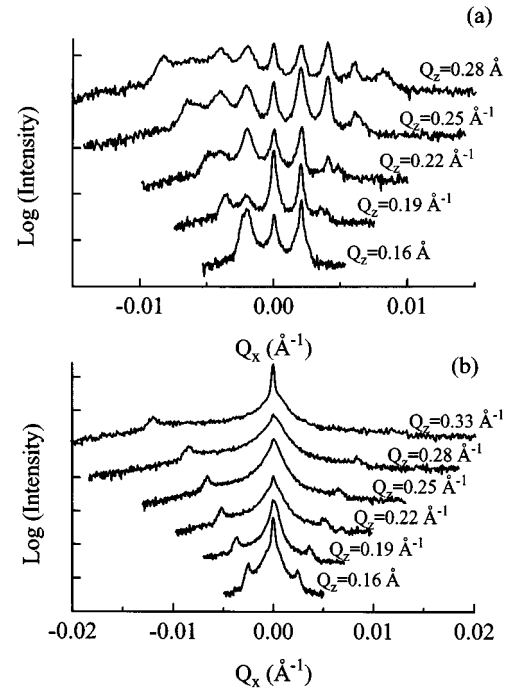 (a)
Log (Intensity)
Qz=0.28 Å
Qz=0.25 Å-1
Qz=0.22 Å-1
Qz=0.19 Å-1
Qz=0.16 Å
-0.01 0.00 0.01
Qx (Å-1)
(b)
Log (Intensity)
Qz=0.33 Å-1
Qz=0.28 Å-1
Qz=0.25 Å-1
Qz=0.22 Å-1
Qz=0.19 Å-1
Qz=0.16 Å-1
-0.02 -0.01 0.00 0.01 0.02
Qx (Å-1)